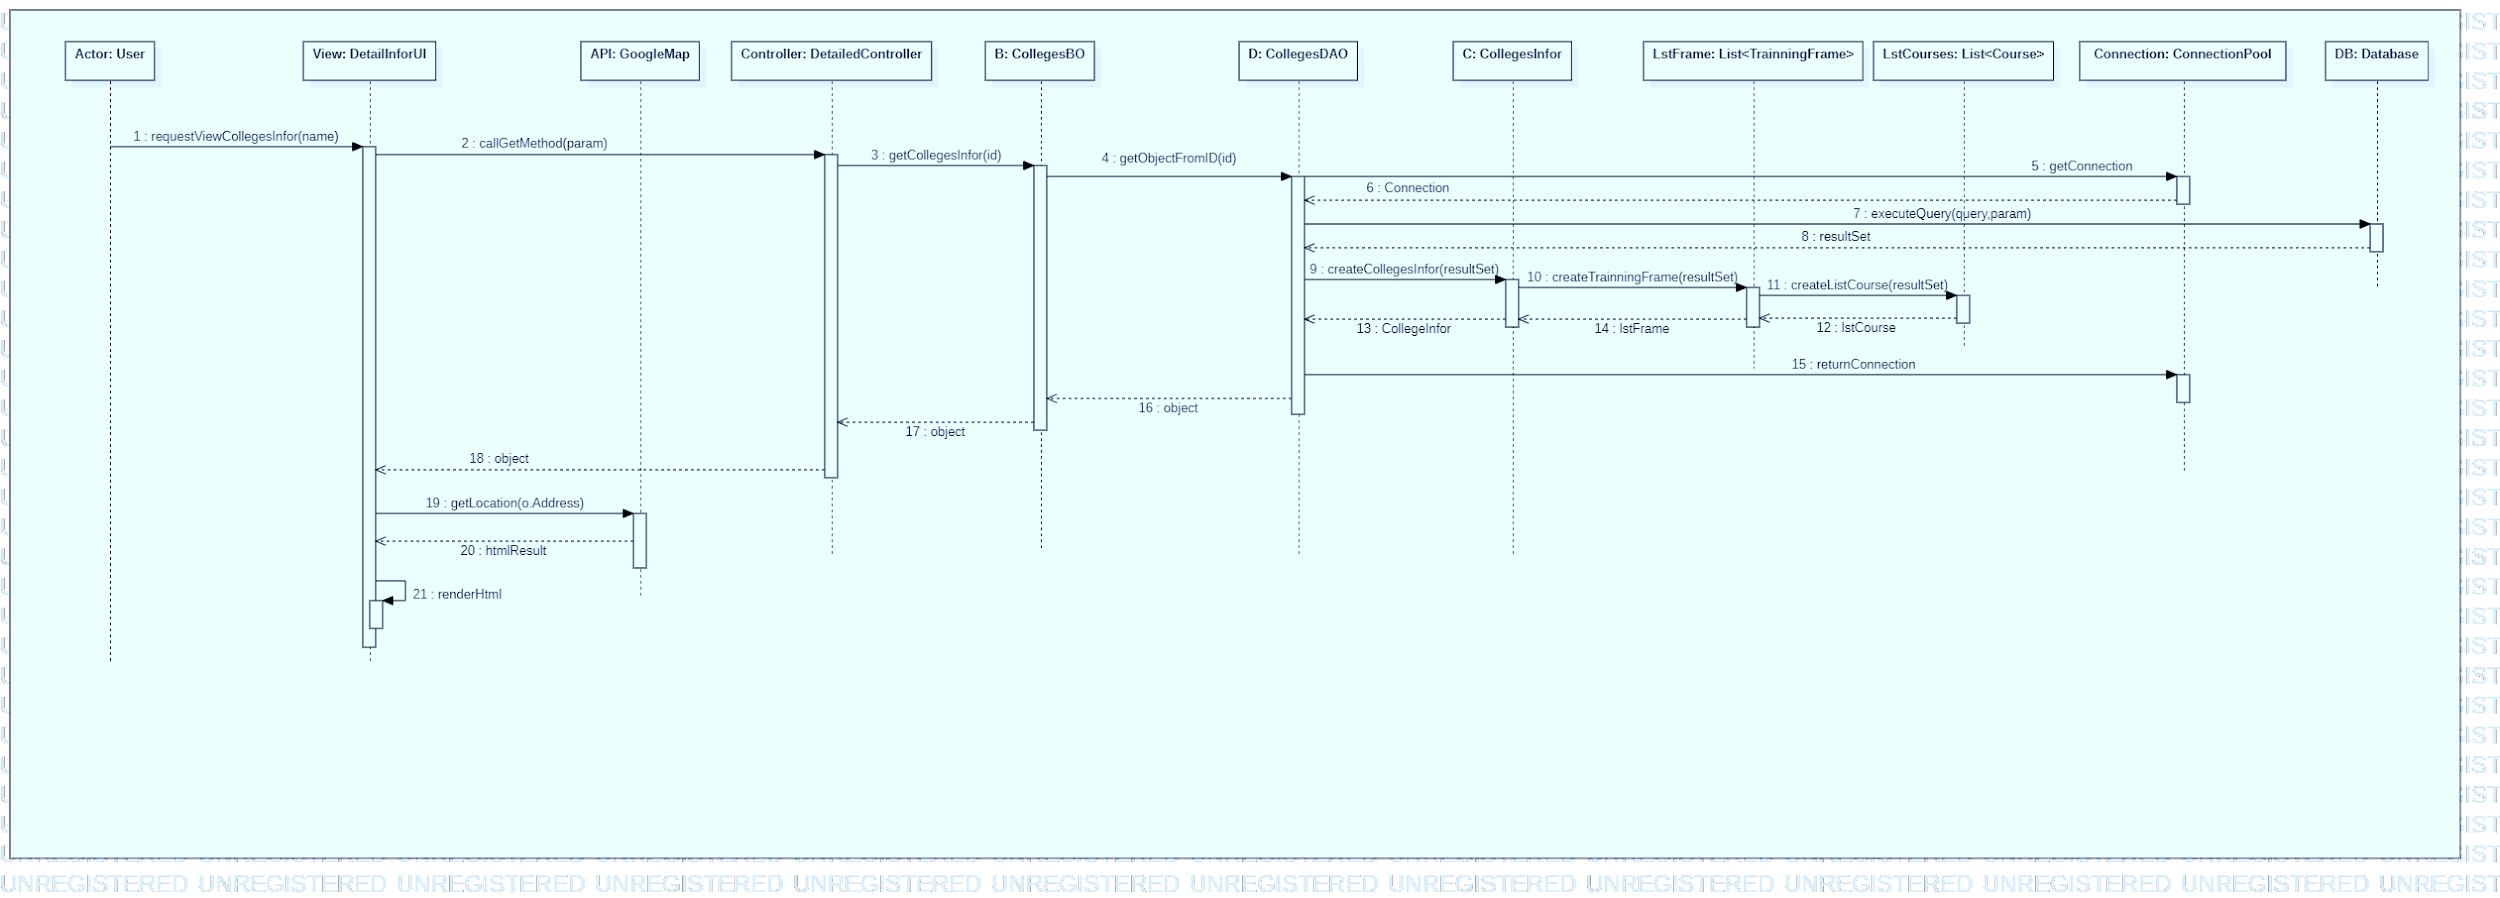 Actor: User
View: DetailInforUI
API: GoogleMap
Controller: DetailedController
B: CollegesBO
D: CollegesDAO
C: CollegesInfor
LstFrame: List<TrainningFrame>
LstCourses: List<Course>
Connection: ConnectionPool
DB: Database
1 : requestViewCollegesInfor(name)
2 : callGetMethod(param)
3 : getCollegesInfor(id)
4 : getObjectFromID(id)
5 : getConnection
6 : Connection
7 : executeQuery(query,param)
8 : resultSet
9 : createCollegesInfor(resultSet)
10 : createTrainningFrame(resultSet)
11 : createListCourse(resultSet)
12 : lstCourse
13 : CollegeInfor
14 : lstFrame
15 : returnConnection
16 : object
17 : object
18 : object
19 : getLocation(o.Address)
20 : htmlResult
21 : renderHtml
UNREGISTERED UNREGISTERED UNREGISTERED UNREGISTERED UNREGISTERED UNREGISTERED UNREGISTERED UNREGISTERED UNREGISTERED UNREGISTERED UNREGISTERED UNREGISTERED UNREGIST